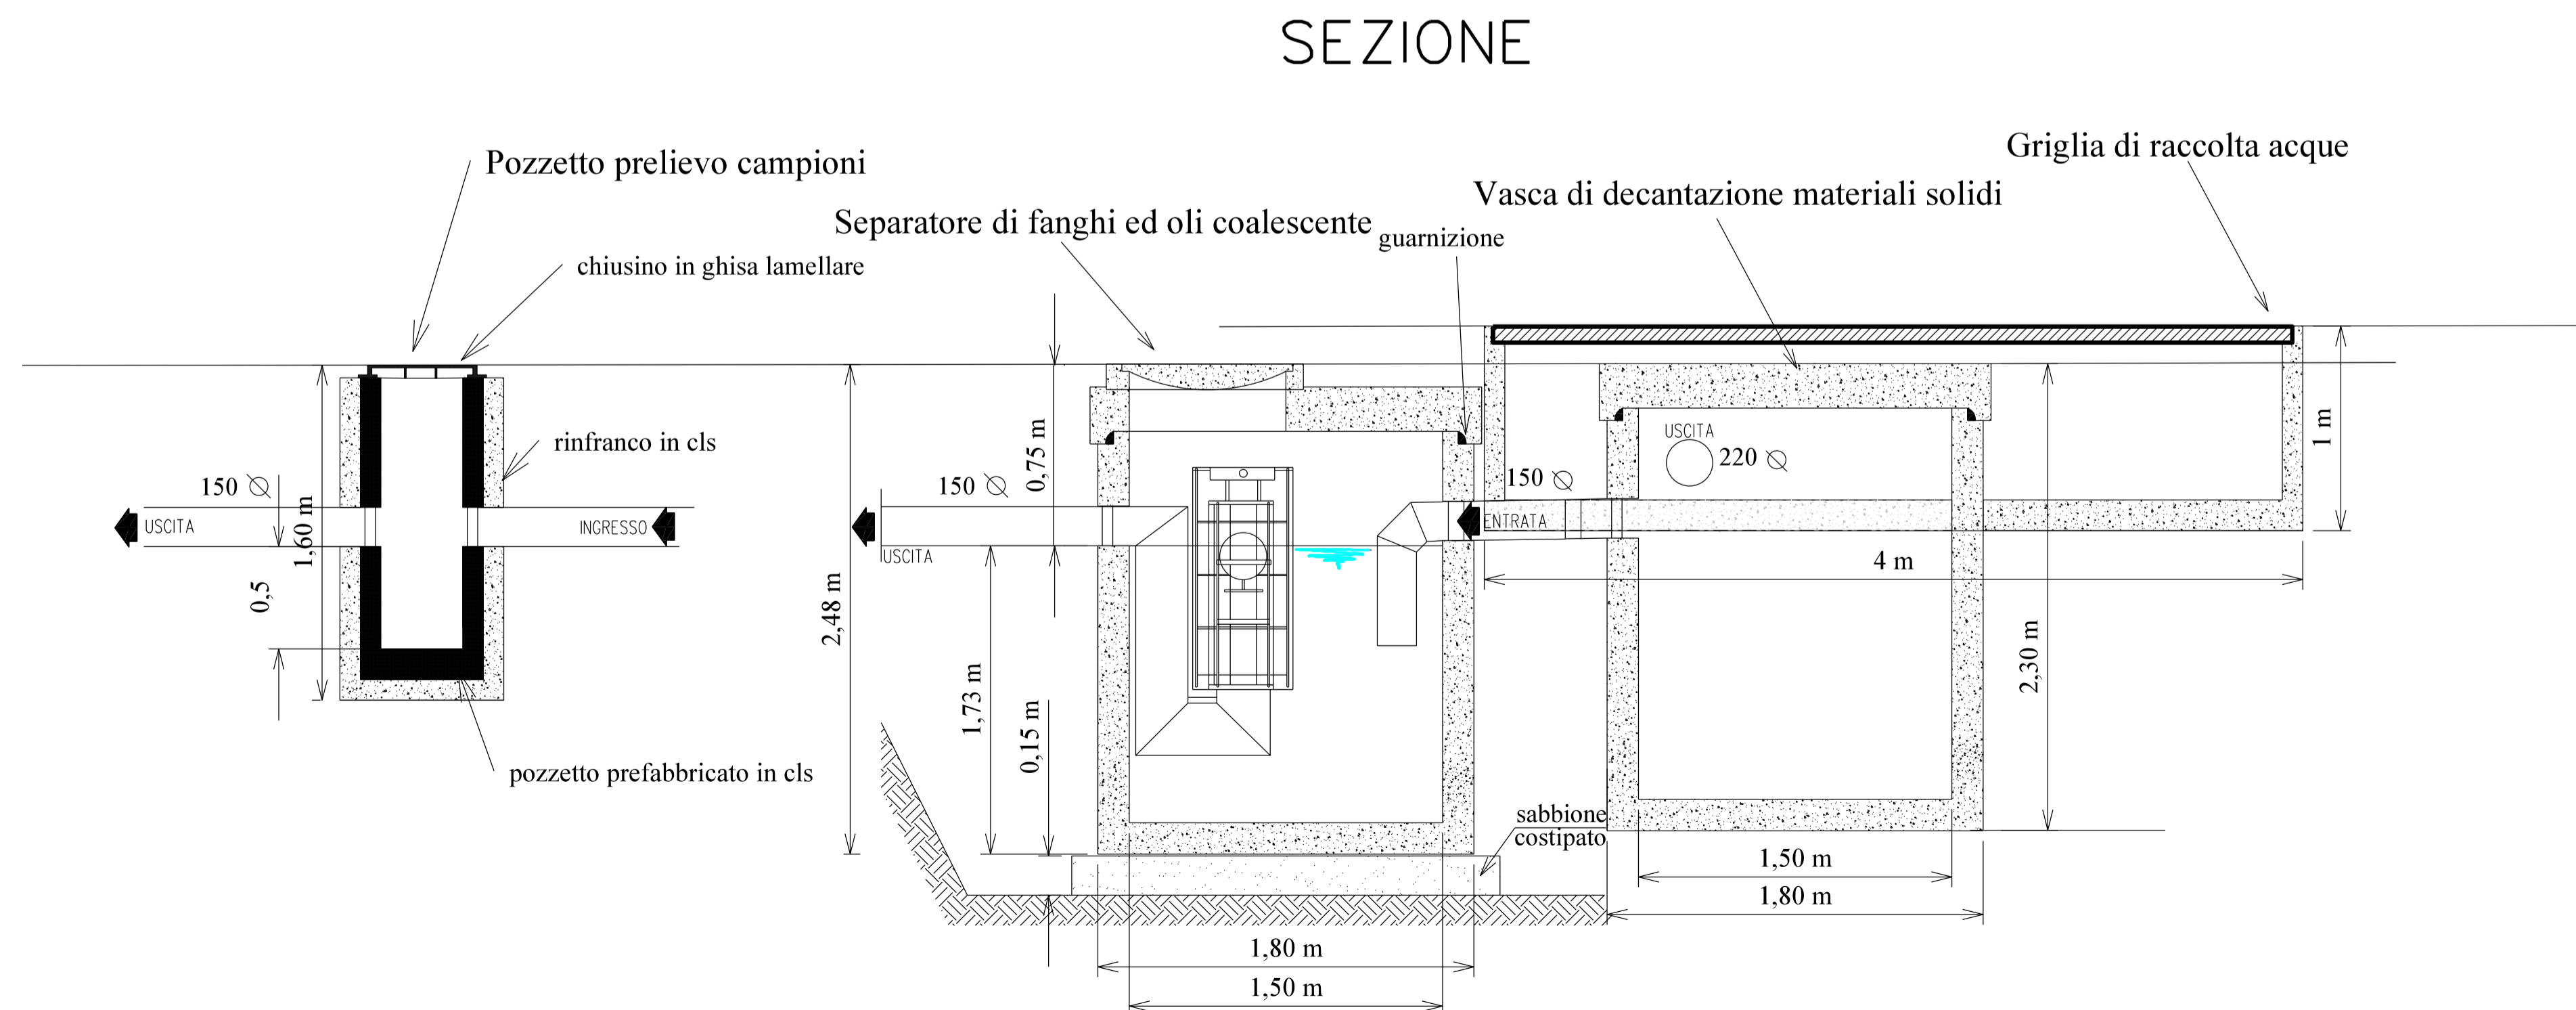 SEZIONE
Griglia di raccolta acque
Pozzetto prelievo campioni
Vasca di decantazione materiali solidi
Separatore di fanghi ed oli coalescente
guarnizione
chiusino in ghisa lamellare
rinfranco in cls
150 ∅
USCITA
INGRESSO
1,60 m
0,5
pozzetto prefabbricato in cls
2,48 m
150 ∅
USCITA
0,75 m
1,73 m
0,15 m
150 ∅
ENTRATA
USCITA
220 ∅
1 m
4 m
2,30 m
sabbione
costipato
1,50 m
1,80 m
1,80 m
1,50 m